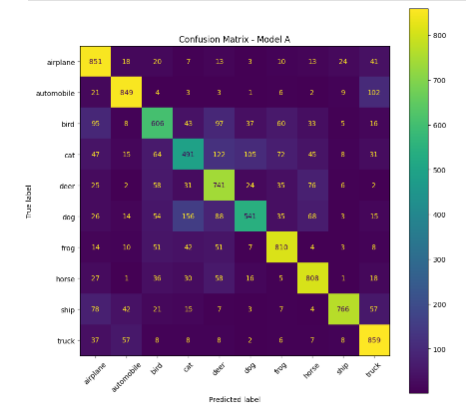 Confusion Matrix - Model A
airplane 851 18 20 7 13 3 10 13 24 41
automobile 21 849 4 3 3 1 6 2 9 102
bird 95 8 606 43 97 37 60 33 5 16
cat 47 15 64 491 122 105 72 45 8 31
deer 25 2 58 31 741 24 35 76 6 2
dog 26 14 54 156 88 541 35 68 3 15
frog 14 10 51 42 51 7 810 4 3 8
horse 27 1 36 30 58 16 5 808 1 18
ship 78 42 21 15 7 3 7 4 766 57
truck 37 57 8 8 8 2 6 7 8 859
True label
airplane automobile bird cat deer dog frog horse ship truck
Predicted label
800
700
600
500
400
300
200
100